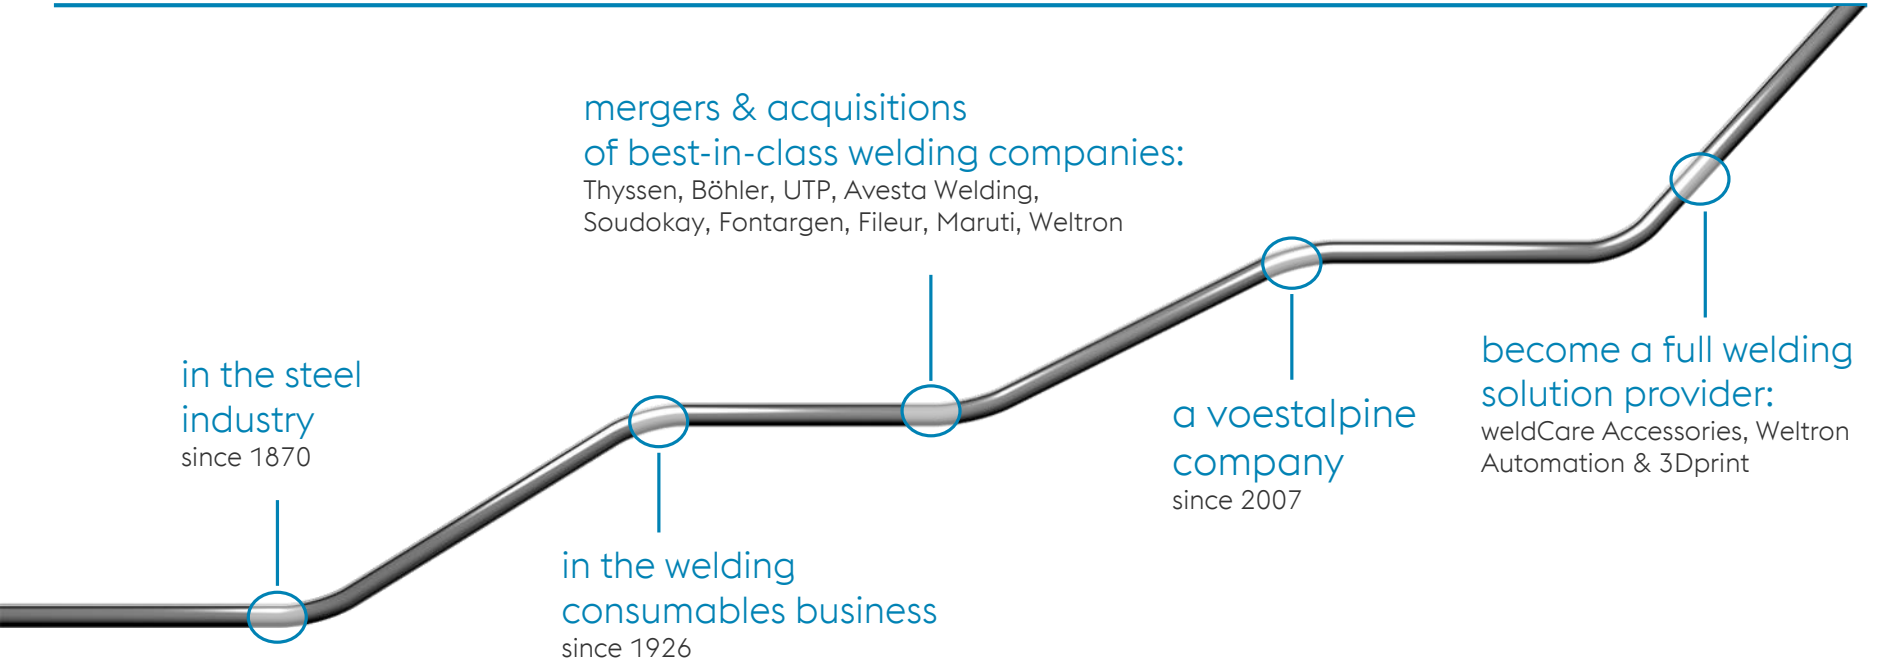 mergers & acquisitions
of best-in-class welding companies:
Thyssen, Böhler, UTP, Avesta Welding,
Soudokay, Fontargen, Fileur, Maruti, Weltron
in the steel
industry
since 1870
in the welding
consumables business
since 1926
a voestalpine
company
since 2007
become a full welding
solution provider:
weldCare Accessories, Weltron
Automation & 3Dprint